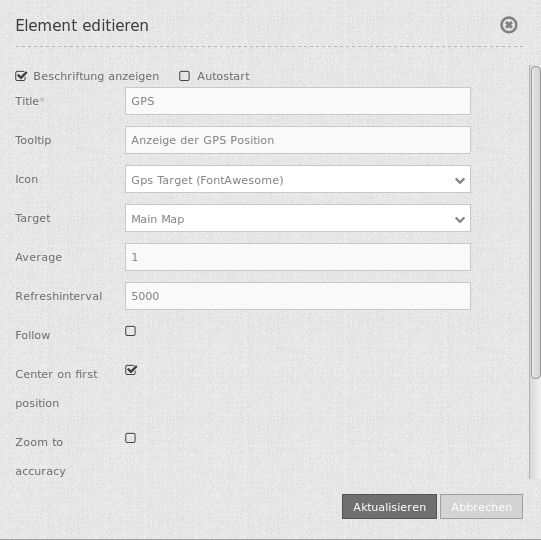 Element editieren
Beschriftung anzeigen Autostart
Title* GPS
Tooltip Anzeige der GPS Position
Icon Gps Target (FontAwesome)
Target Main Map
Average 1
Refreshinterval 5000
Follow
Center on first
position
Zoom to
accuracy
Aktualisieren Abbrechen